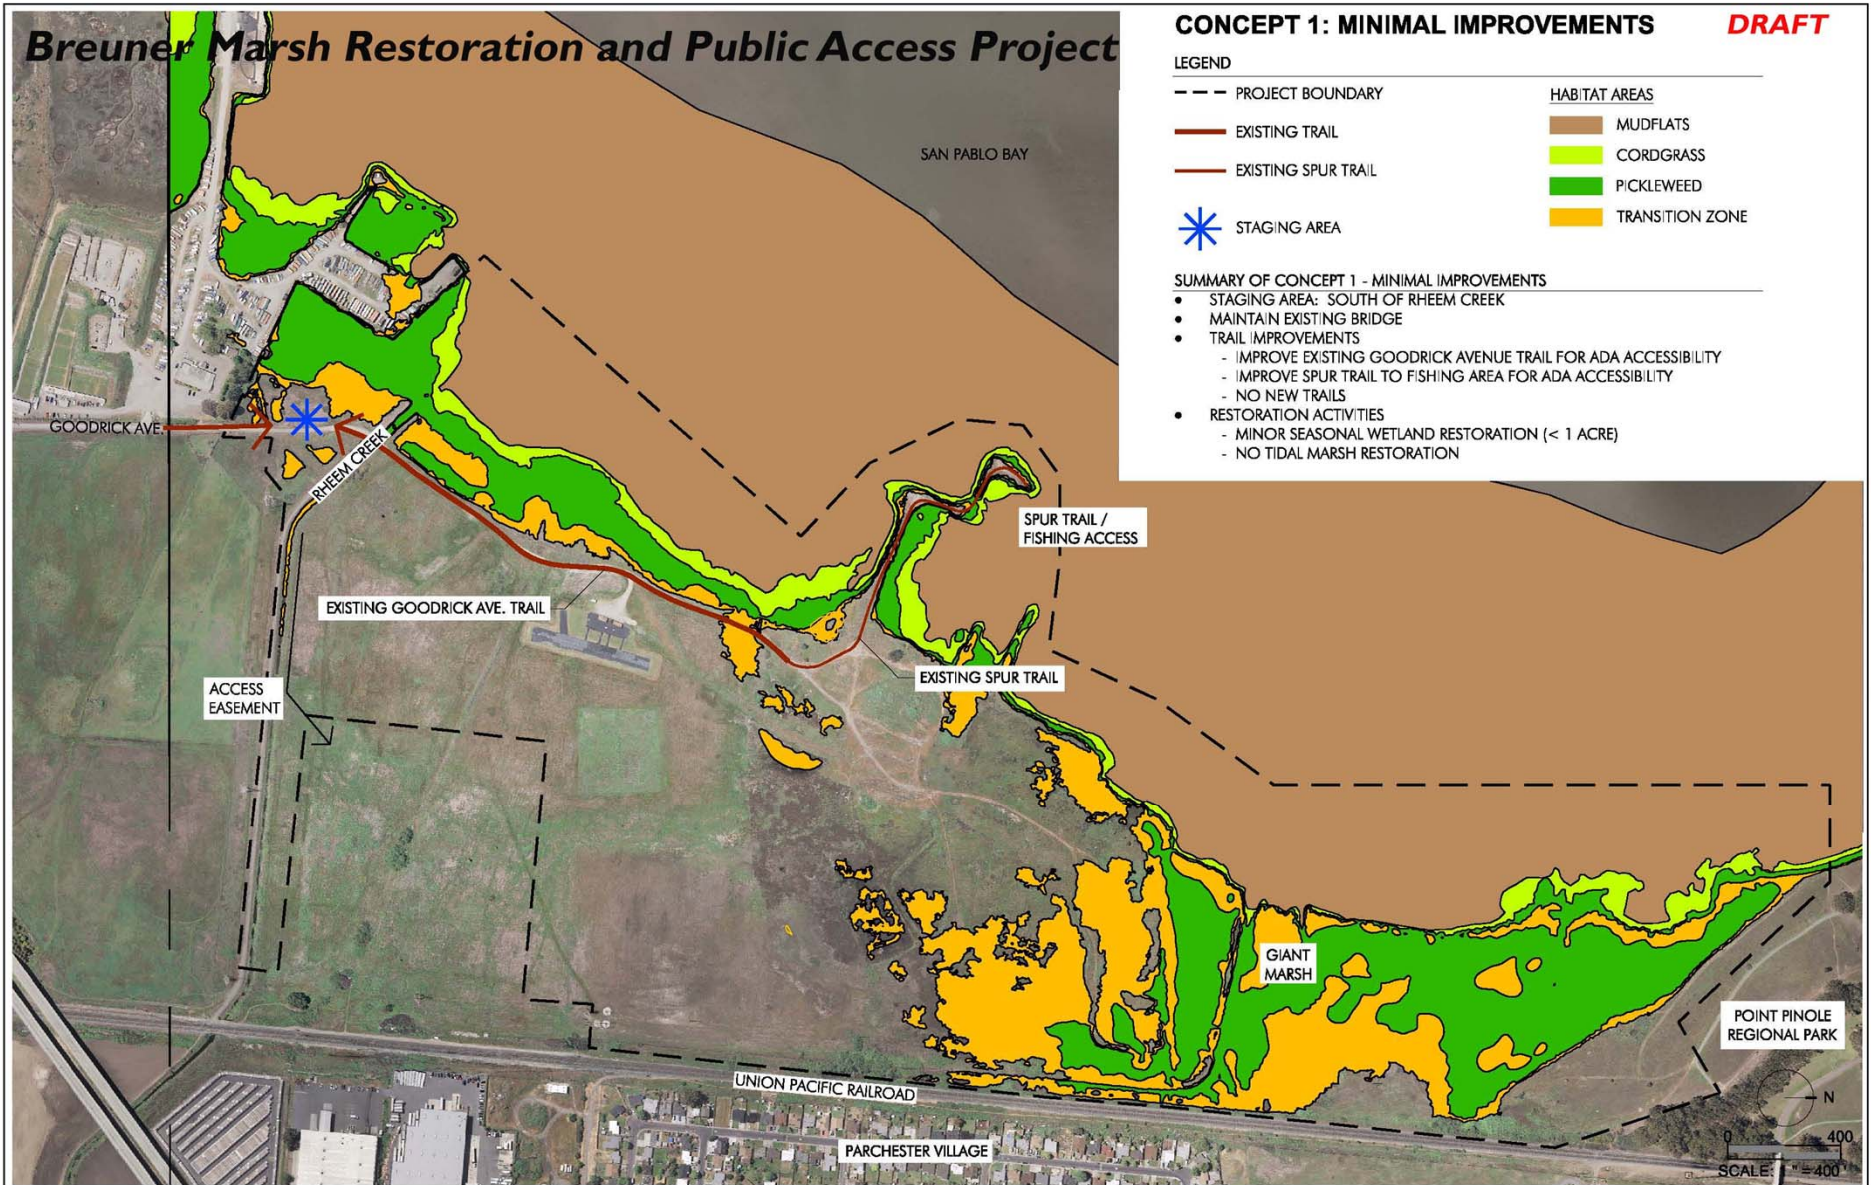 Breuner Marsh Restoration and Public Access Project
CONCEPT 1: MINIMAL IMPROVEMENTS
DRAFT
LEGEND
PROJECT BOUNDARY
EXISTING TRAIL
EXISTING SPUR TRAIL
STAGING AREA
HABITAT AREAS
MUDFLATS
CORDGRASS
PICKLEWEED
TRANSITION ZONE
SUMMARY OF CONCEPT 1 - MINIMAL IMPROVEMENTS
• STAGING AREA: SOUTH OF RHEEM CREEK
• MAINTAIN EXISTING BRIDGE
• TRAIL IMPROVEMENTS
- IMPROVE EXISTING GOODRICK AVENUE TRAIL FOR ADA ACCESSIBILITY
- IMPROVE SPUR TRAIL TO FISHING AREA FOR ADA ACCESSIBILITY
- NO NEW TRAILS
• RESTORATION ACTIVITIES
- MINOR SEASONAL WETLAND RESTORATION (< 1 ACRE)
- NO TIDAL MARSH RESTORATION
SAN PABLO BAY
GOODRICK AVE.
RHEEM CREEK
SPUR TRAIL /
FISHING ACCESS
EXISTING GOODRICK AVE. TRAIL
EXISTING SPUR TRAIL
ACCESS
EASEMENT
GIANT
MARSH
POINT PINOLE
REGIONAL PARK
UNION PACIFIC RAILROAD
PARCHESTER VILLAGE
N
0 400
SCALE: 1" = 400'